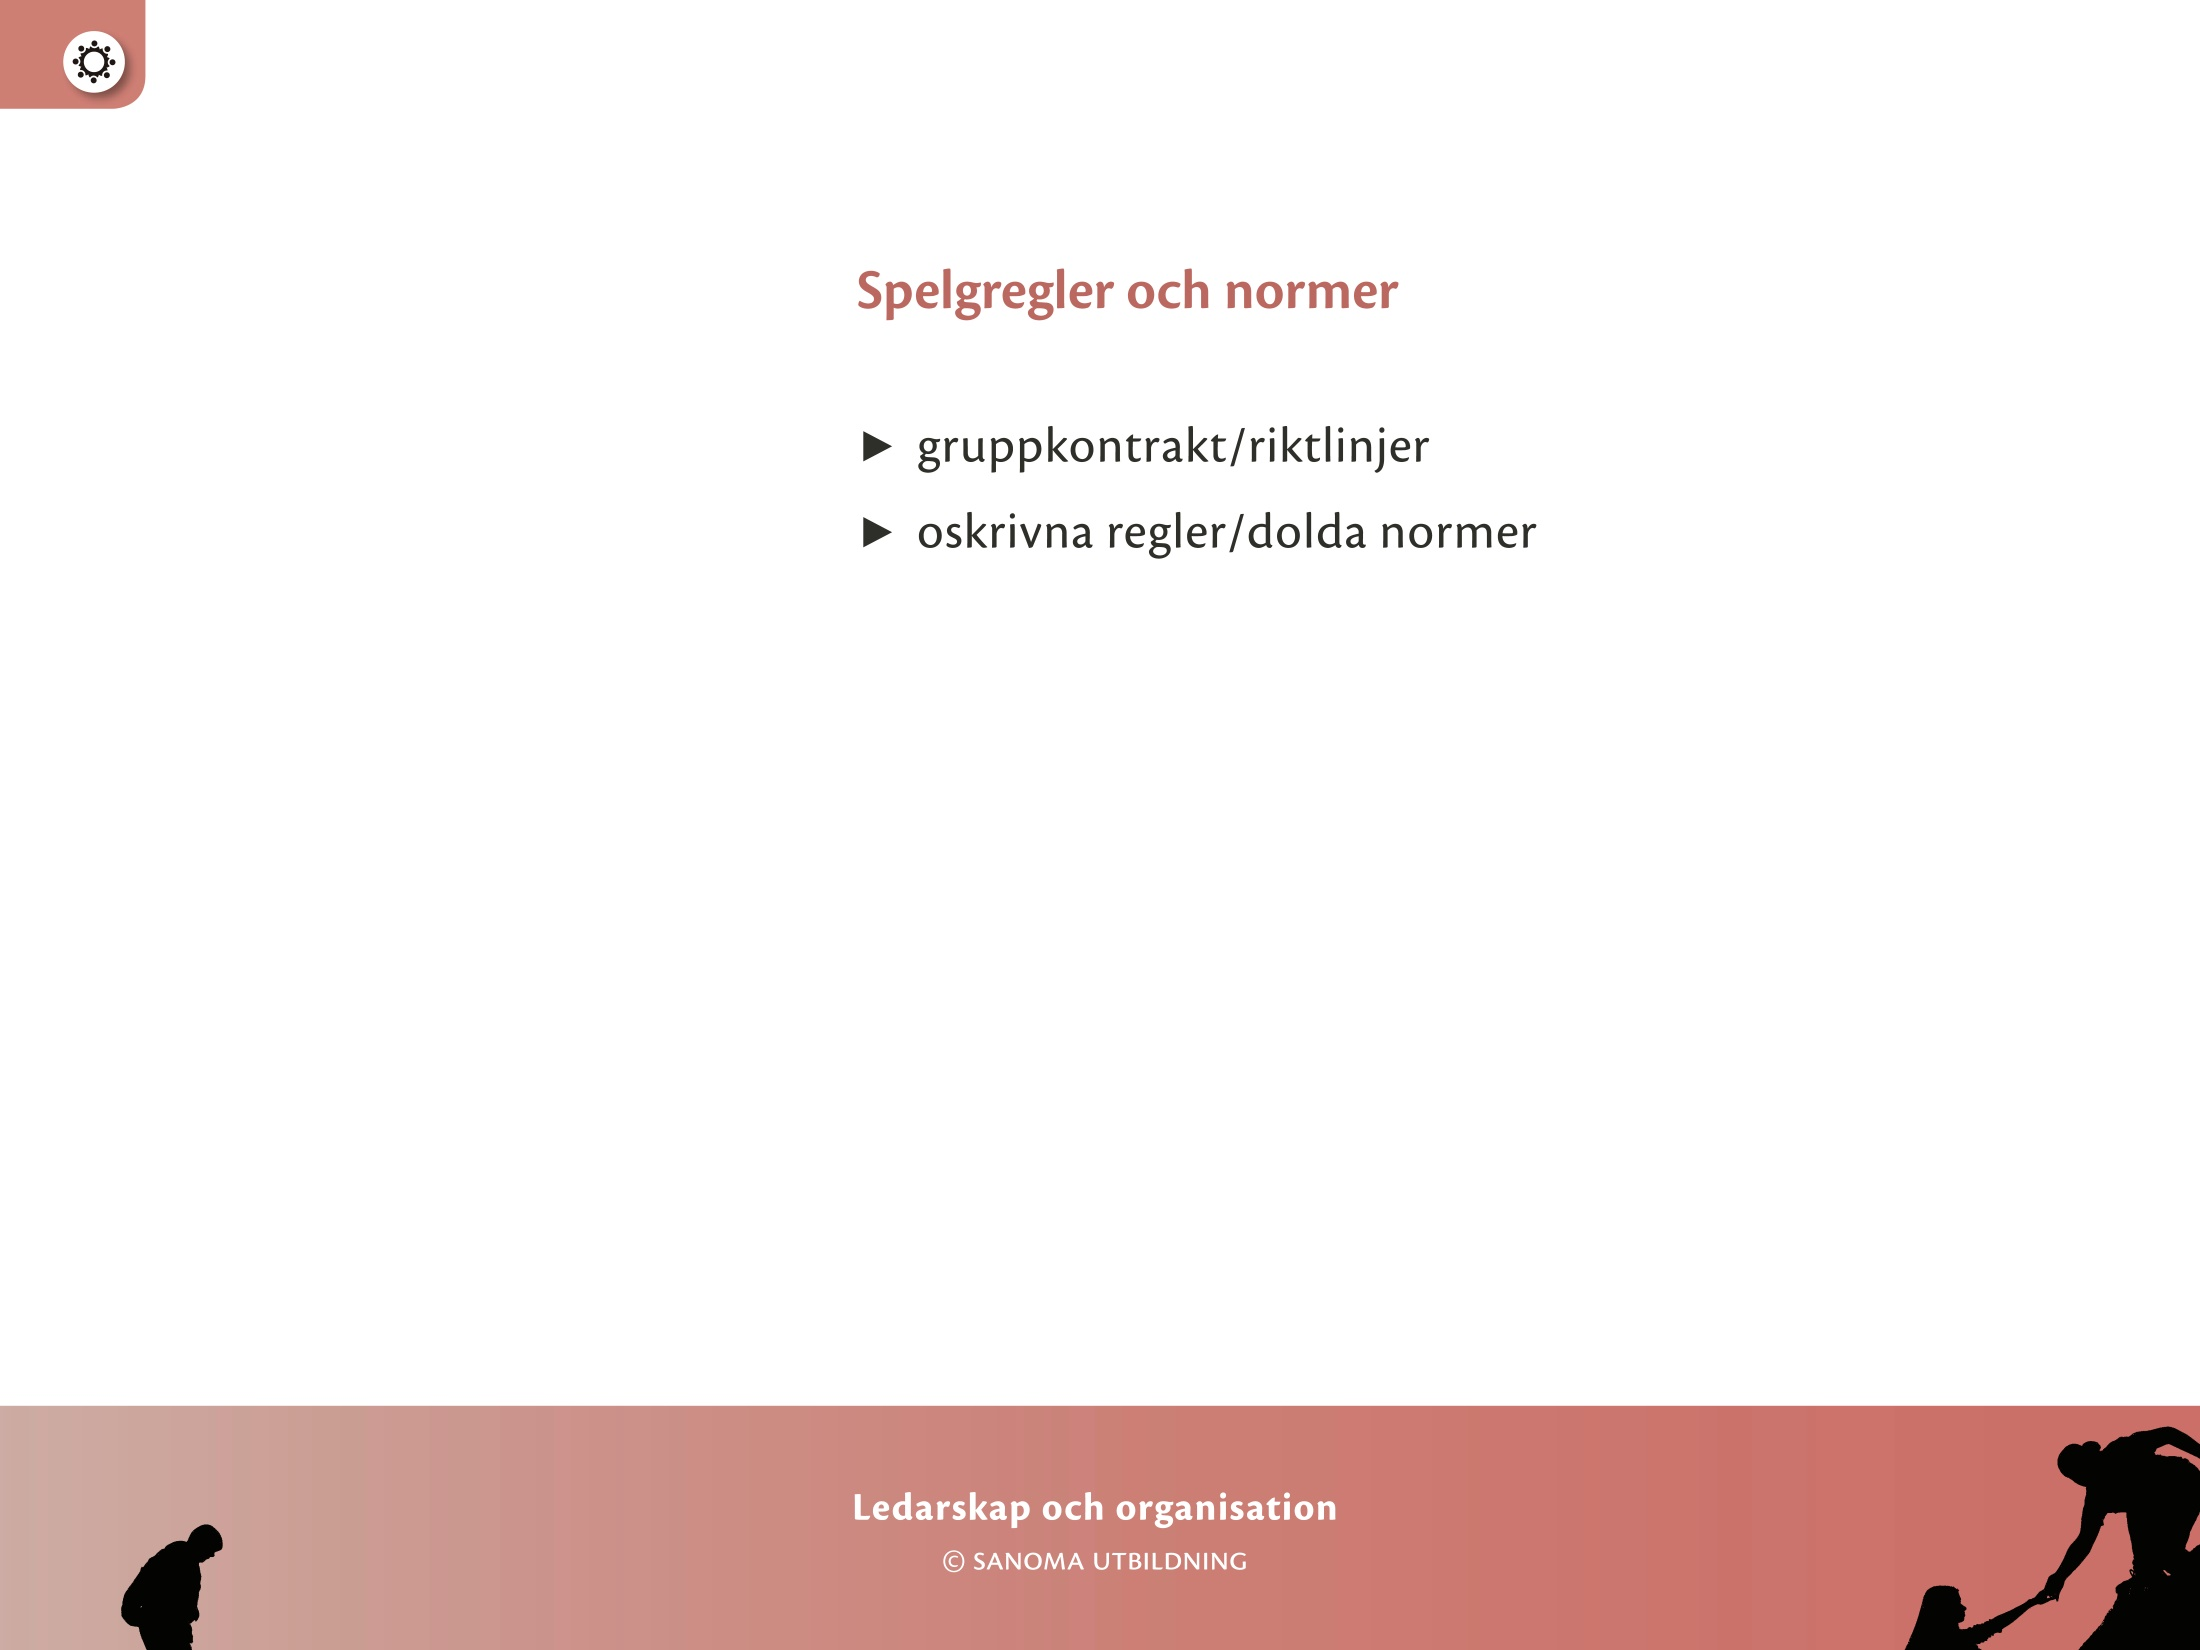 Spelgregler och normer
► gruppkontrakt/riktlinjer
► oskrivna regler/dolda normer
Ledarskap och organisation
© SANOMA UTBILDNING